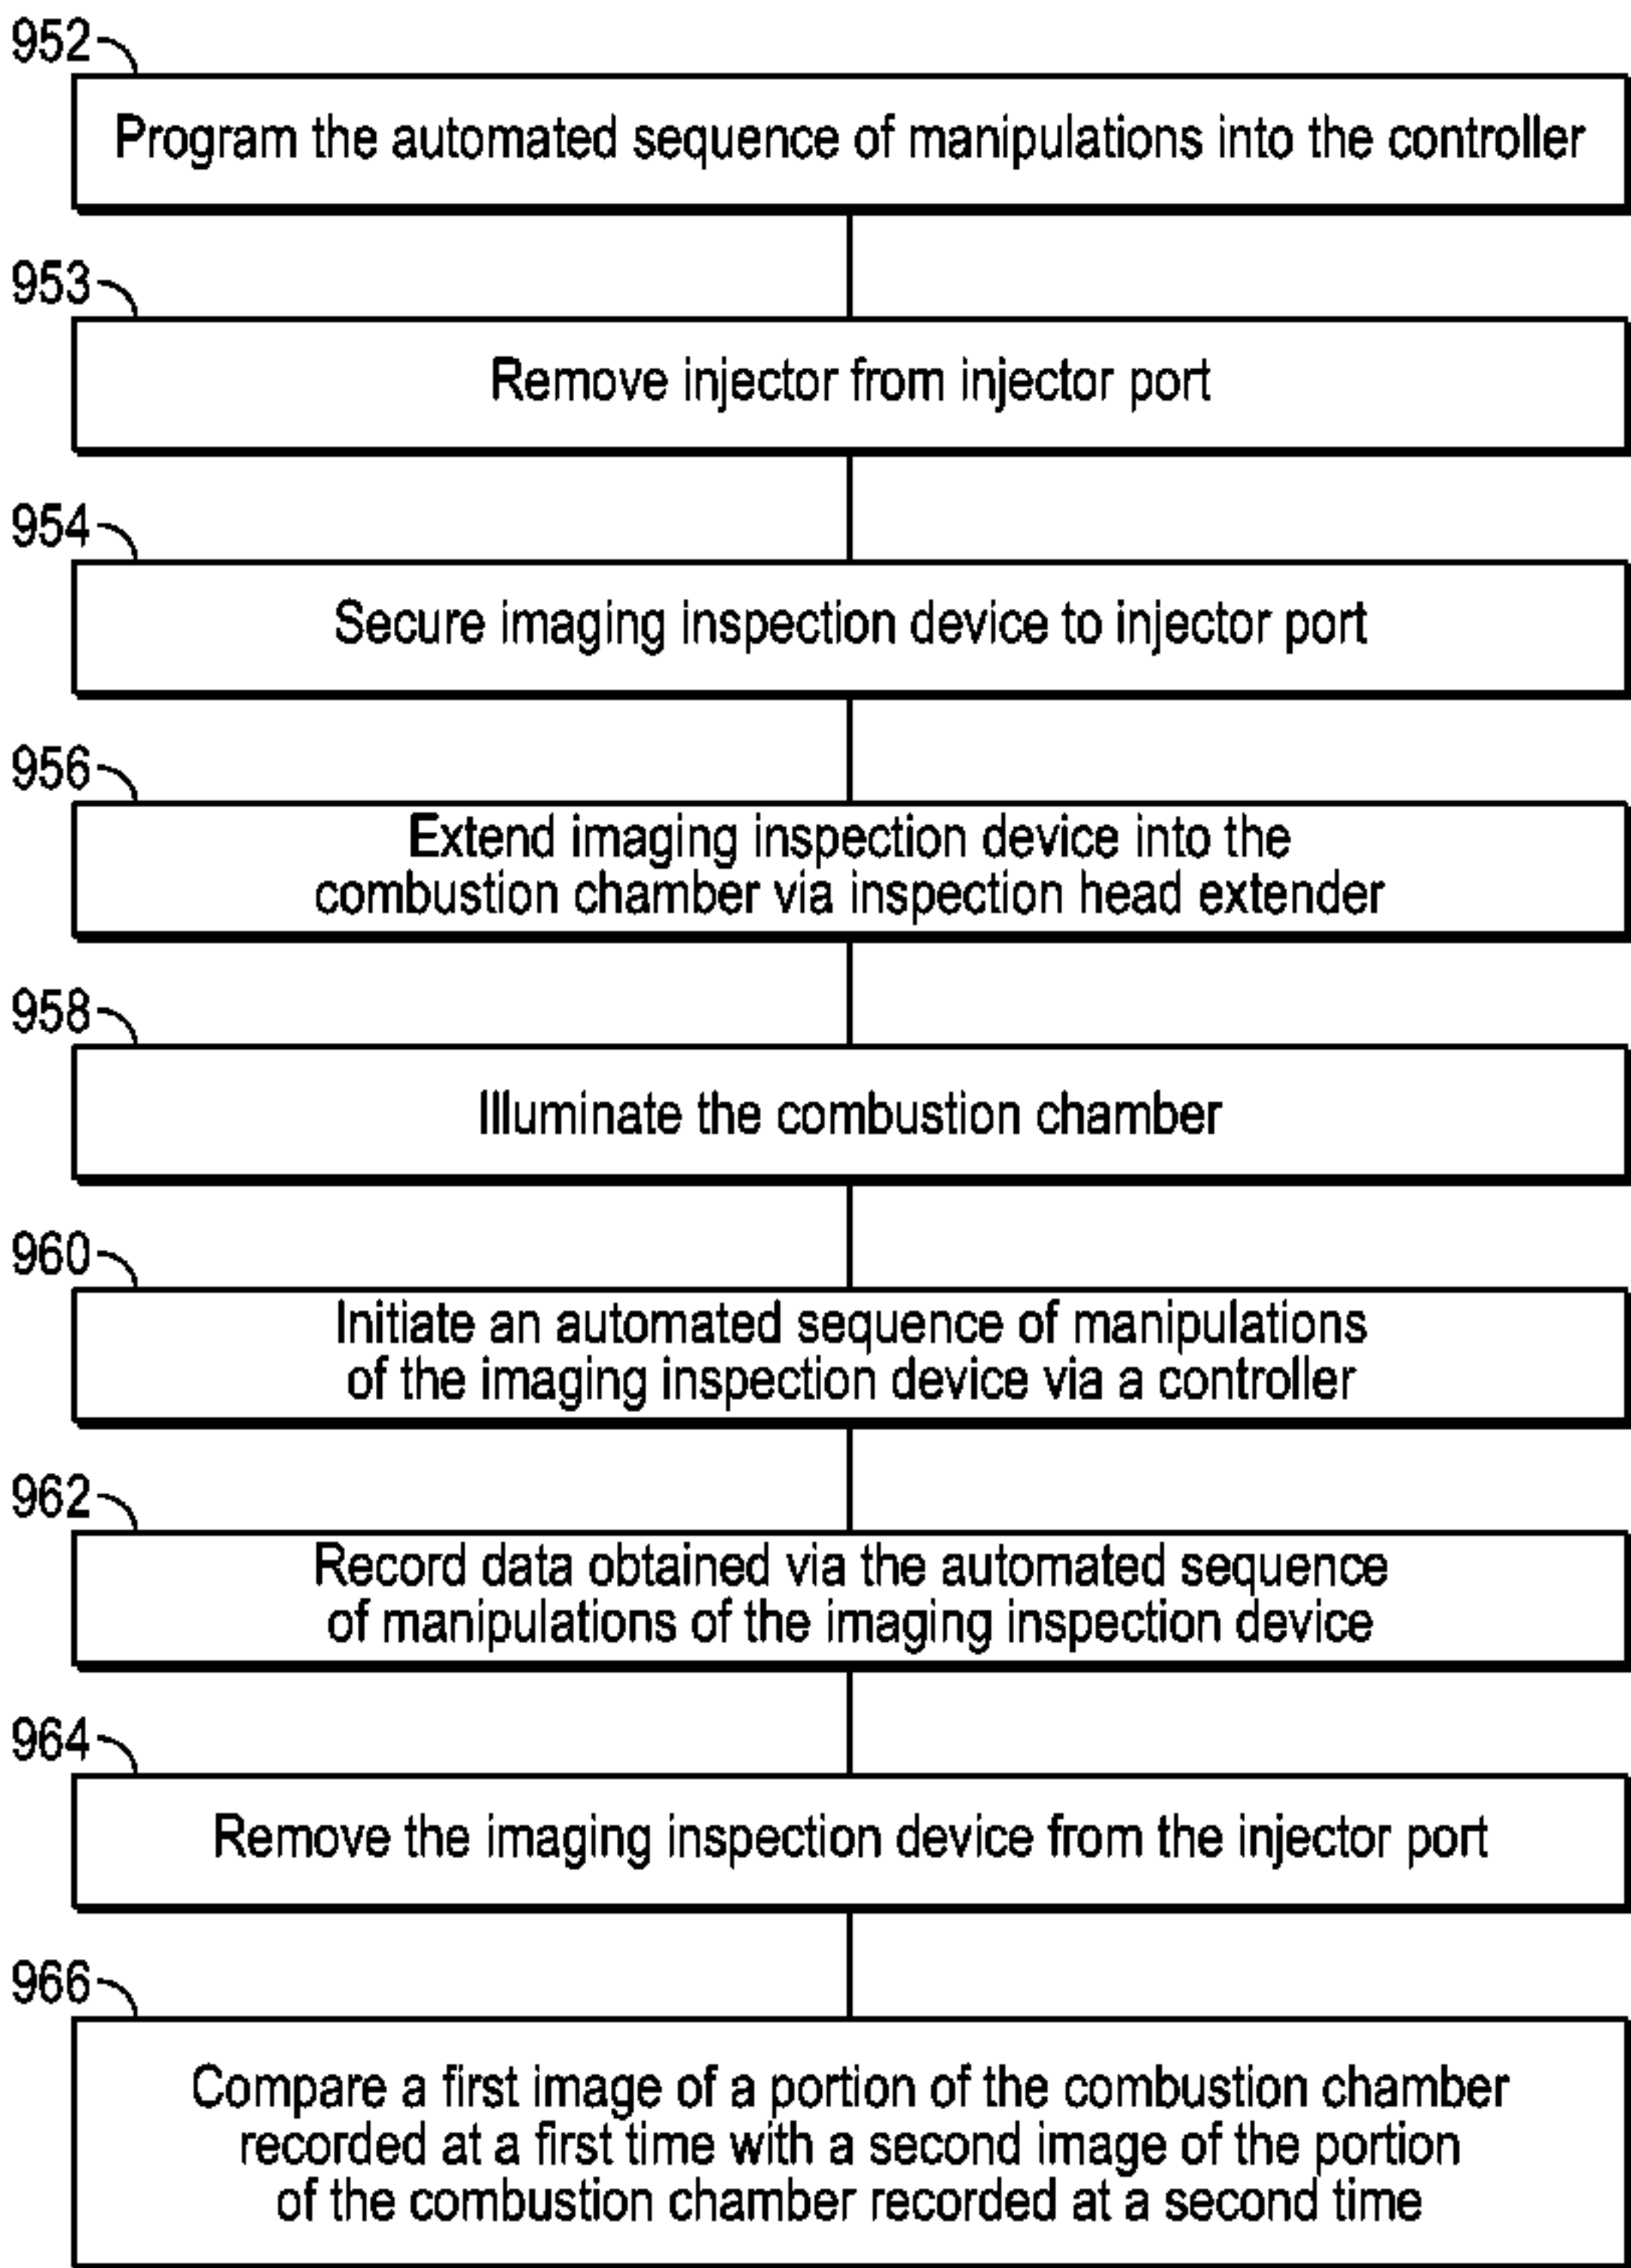 952
Program the automated sequence of manipulations into the controller
953
Remove injector from injector port
954
Secure imaging inspection device to injector port
956
Extend imaging inspection device into the
combustion chamber via inspection head extender
958
Illuminate the combustion chamber
960
Initiate an automated sequence of manipulations
of the imaging inspection device via a controller
962
Record data obtained via the automated sequence
of manipulations of the imaging inspection device
964
Remove the imaging inspection device from the injector port
966
Compare a first image of a portion of the combustion chamber
recorded at a first time with a second image of the portion
of the combustion chamber recorded at a second time